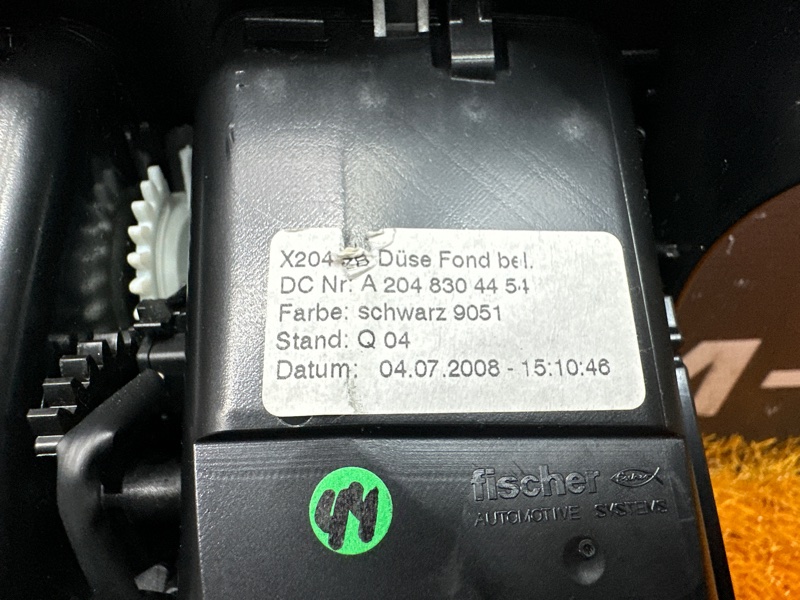 X204 Düse Fond bel.
DC Nr: A 204 830 44 54
Farbe: schwarz 9051
Stand: Q 04
Datum: 04.07.2008 - 15:10:46
fischer
AUTOMOTIVE SYSTEMS